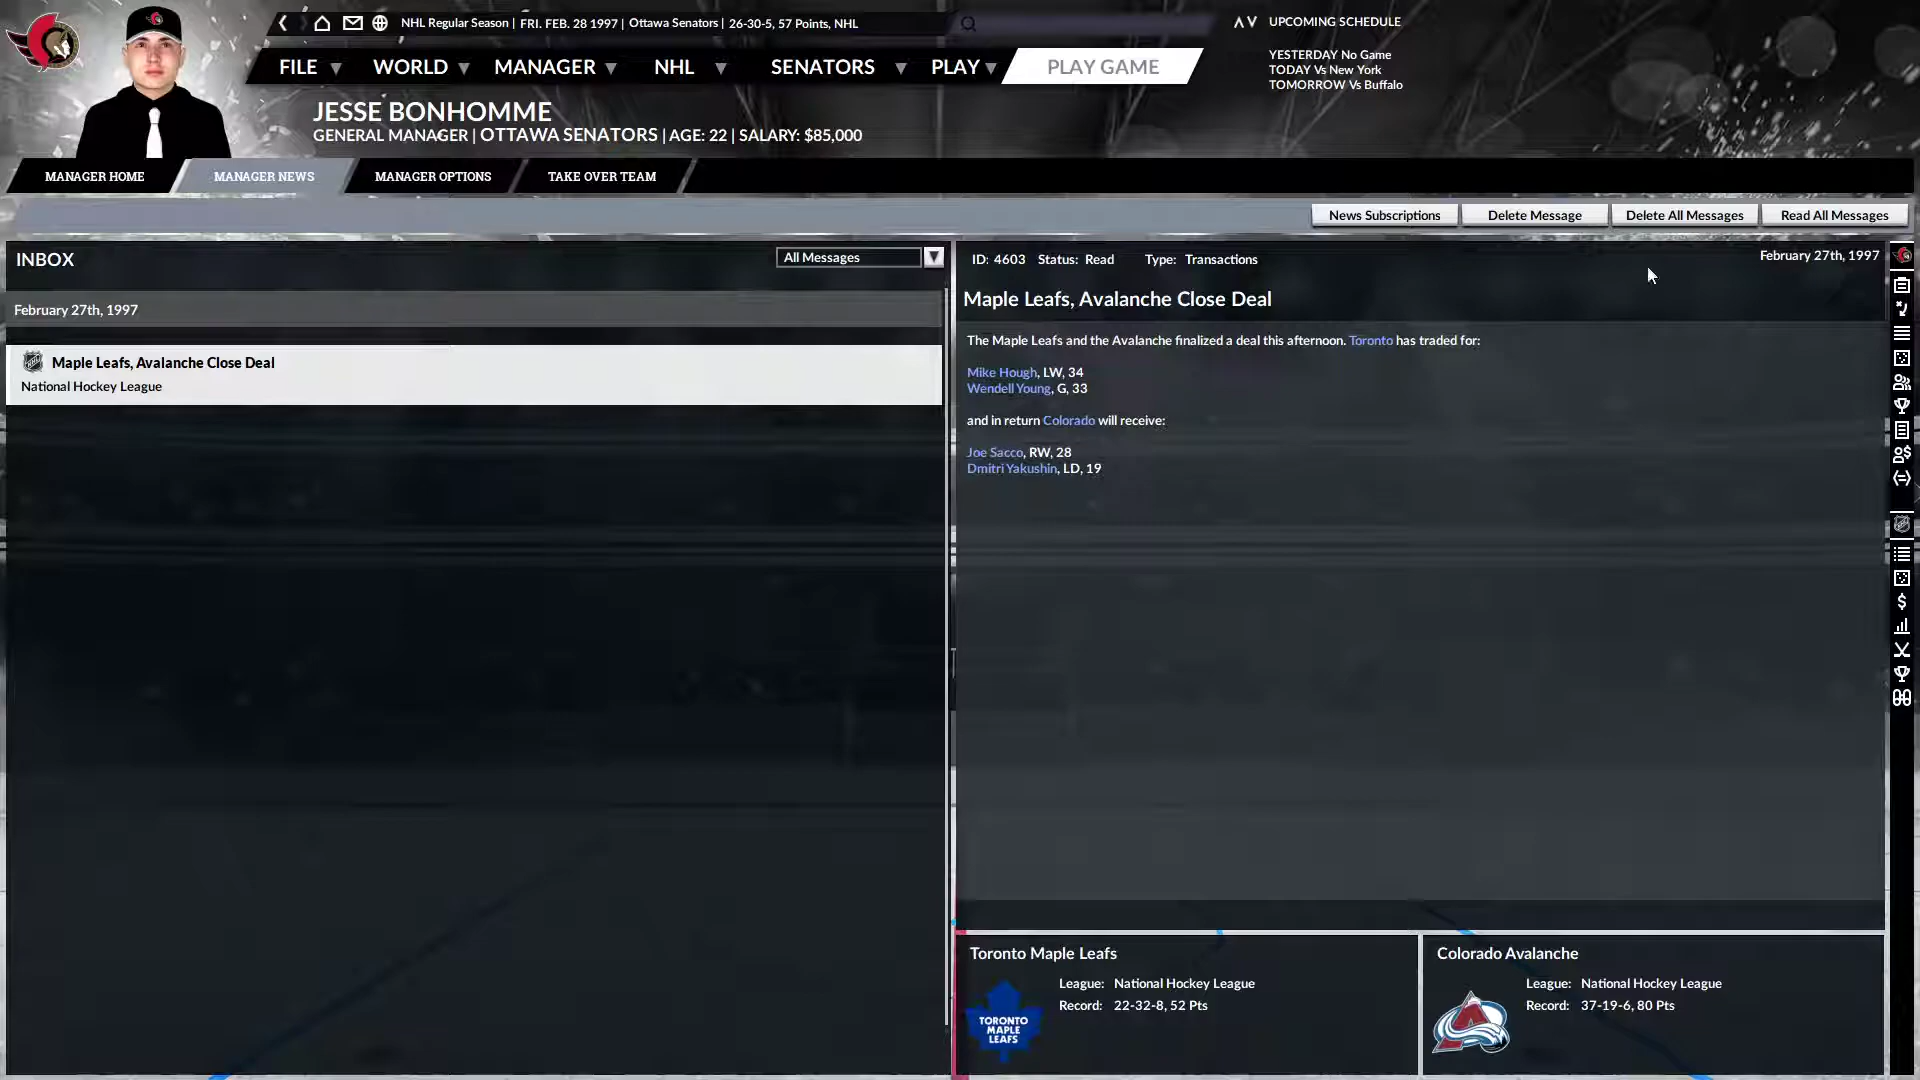 NHL Regular Season | FRI. FEB. 28 1997 | Ottawa Senators | 26-30-5, 57 Points, NHL
UPCOMING SCHEDULE
YESTERDAY No Game
TODAY Vs New York
TOMORROW Vs Buffalo
FILE WORLD MANAGER NHL SENATORS PLAY PLAY GAME
JESSE BONHOMME
GENERAL MANAGER | OTTAWA SENATORS | AGE: 22 | SALARY: $85,000
MANAGER HOME MANAGER NEWS MANAGER OPTIONS TAKE OVER TEAM
News Subscriptions Delete Message Delete All Messages Read All Messages
INBOX All Messages
February 27th, 1997
Maple Leafs, Avalanche Close Deal
National Hockey League
ID: 4603 Status: Read Type: Transactions February 27th, 1997
Maple Leafs, Avalanche Close Deal
The Maple Leafs and the Avalanche finalized a deal this afternoon. Toronto has traded for:
Mike Hough, LW, 34
Wendell Young, G, 33
and in return Colorado will receive:
Joe Sacco, RW, 28
Dmitri Yakushin, LD, 19
Toronto Maple Leafs
League: National Hockey League
Record: 22-32-8, 52 Pts
TORONTO
MAPLE
LEAFS
Colorado Avalanche
League: National Hockey League
Record: 37-19-6, 80 Pts